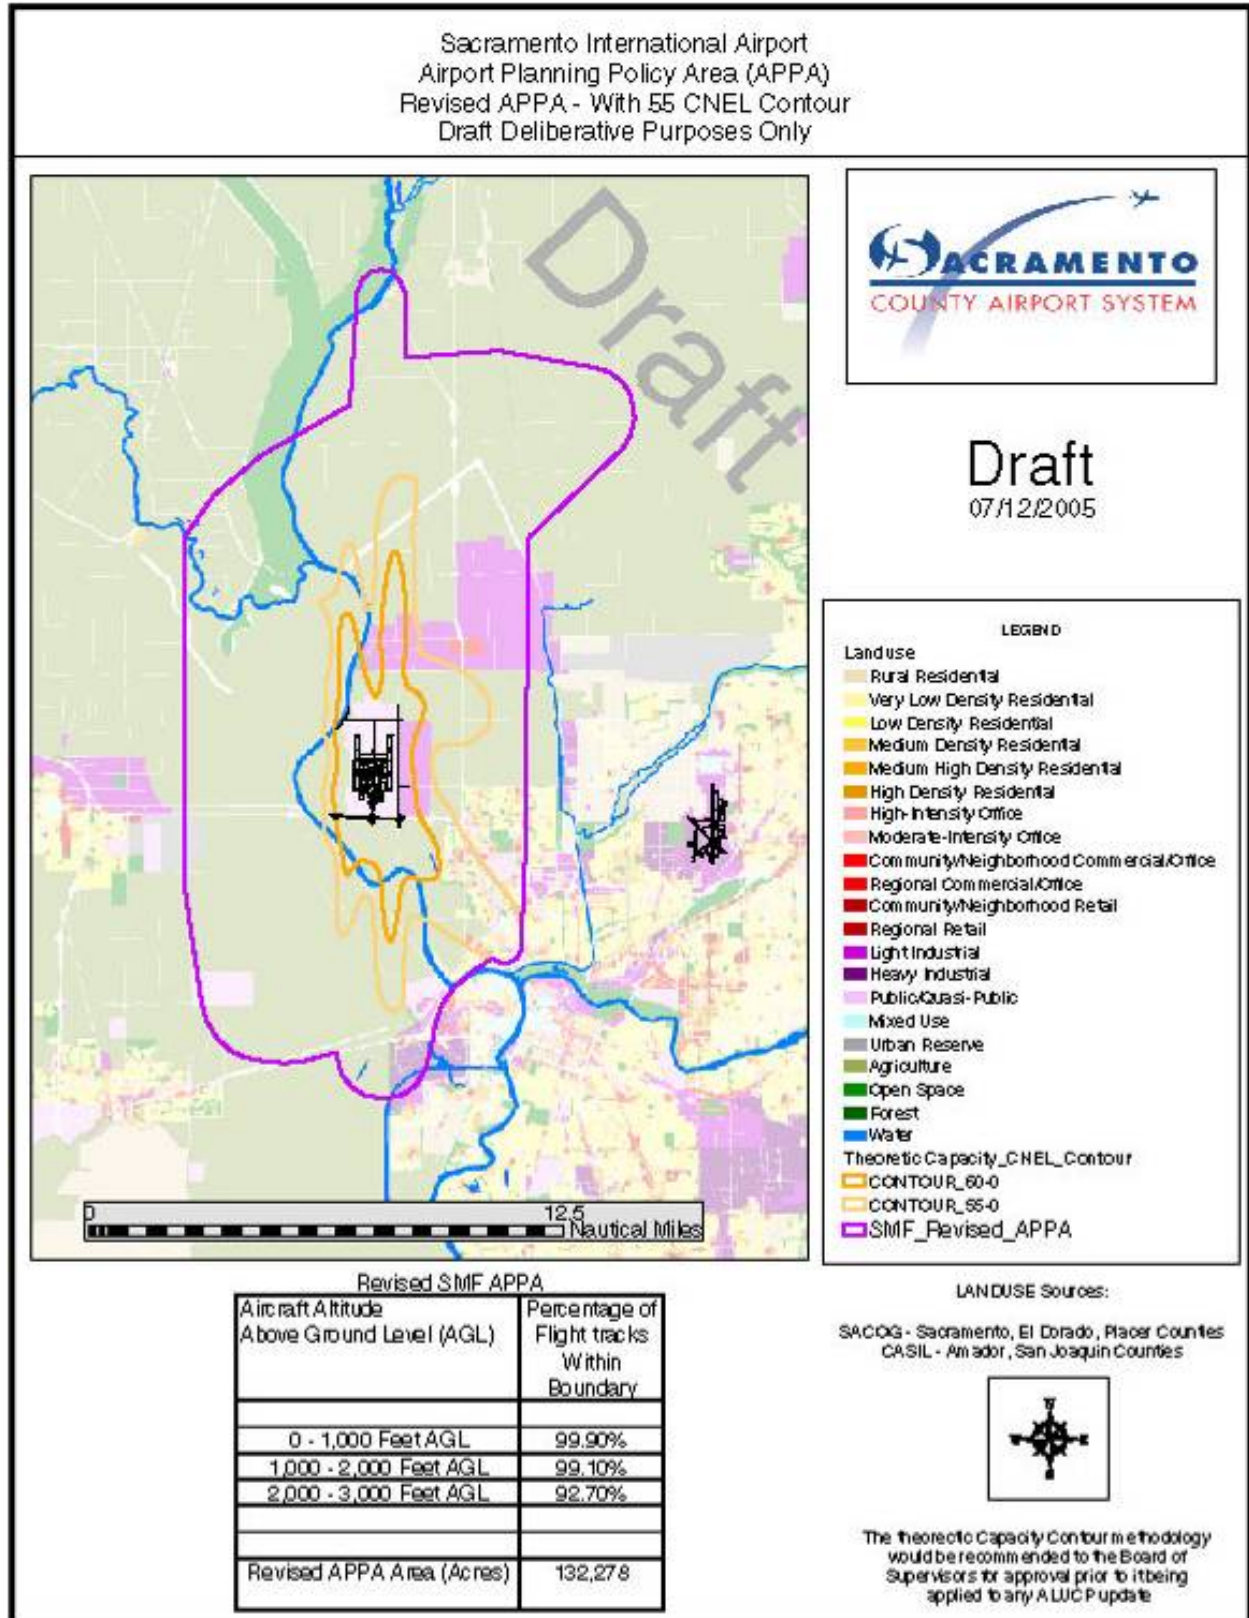 Sacramento International Airport
Airport Planning Policy Area (APPA)
Revised APPA - With 55 CNEL Contour
Draft Deliberative Purposes Only
Draft
SACRAMENTO
COUNTY AIRPORT SYSTEM
Draft
07/12/2005
LEGEND
Landuse
Rural Residential
Very Low Density Residential
Low Density Residential
Medium Density Residential
Medium High Density Residential
High Density Residential
High-Intensity Office
Moderate-Intensity Office
Community/Neighborhood Commercial/Office
Regional Commercial/Office
Community/Neighborhood Retail
Regional Retail
Light Industrial
Heavy Industrial
Public/Quasi-Public
Mixed Use
Urban Reserve
Agriculture
Open Space
Forest
Water
Theoretic Capacity_CNEL_Contour
CONTOUR_60-0
CONTOUR_55-0
SMF_Revised_APPA
0 12.5
Nautical Miles
Revised SMF APPA
Aircraft Altitude
Above Ground Level (AGL)
Percentage of
Flight tracks
Within
Boundary
0 - 1,000 Feet AGL 99.90%
1,000 - 2,000 Feet AGL 99.10%
2,000 - 3,000 Feet AGL 92.70%
Revised APPA Area (Acres) 132,278
LANDUSE Sources:
SACOG - Sacramento, El Dorado, Placer Counties
CASIL - Amador, San Joaquin Counties
N
W E
S
The theorectic Capacity Contour methodology
would be recommended to the Board of
Supervisors for approval prior to it being
applied to any ALUCP update